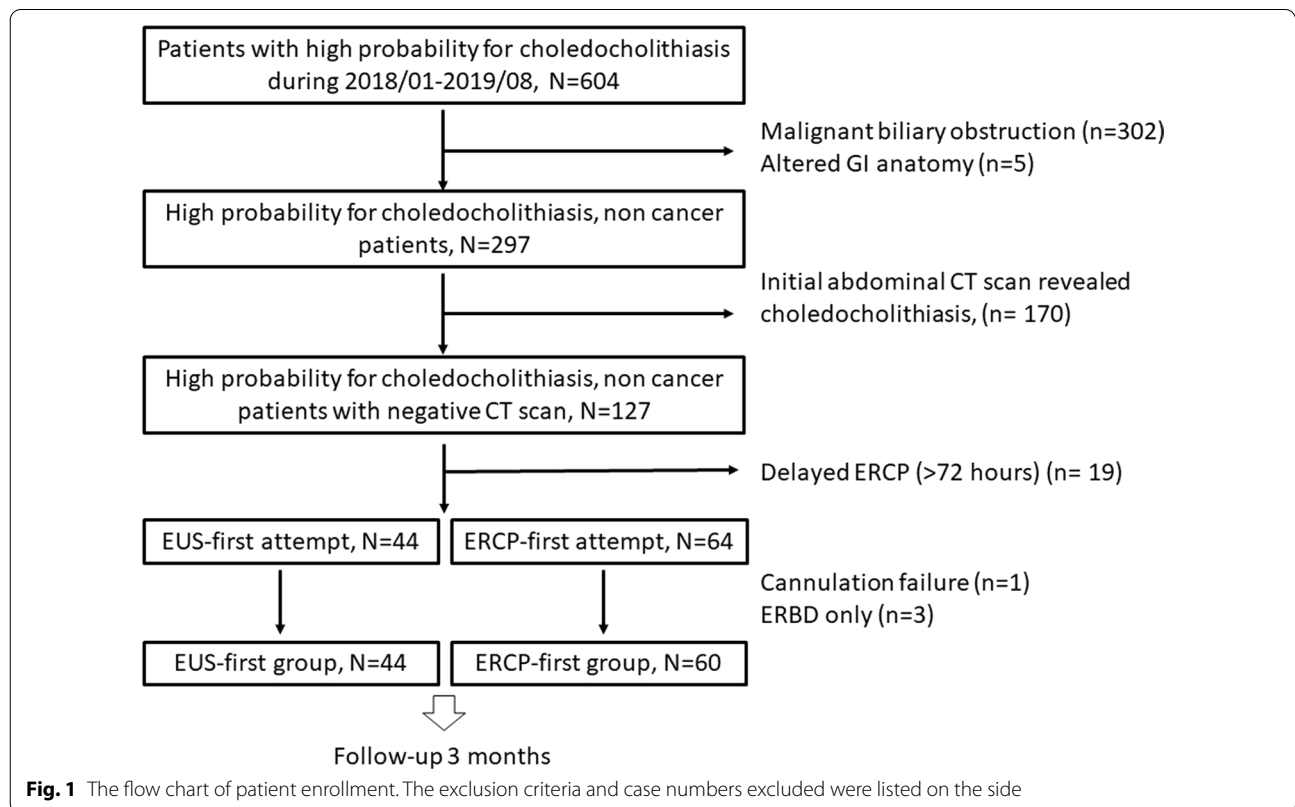 Patients with high probability for choledocholithiasis
during 2018/01-2019/08, N=604
Malignant biliary obstruction (n=302)
Altered GI anatomy (n=5)
High probability for choledocholithiasis, non cancer
patients, N=297
Initial abdominal CT scan revealed
choledocholithiasis, (n= 170)
High probability for choledocholithiasis, non cancer
patients with negative CT scan, N=127
Delayed ERCP (>72 hours) (n= 19)
EUS-first attempt, N=44
ERCP-first attempt, N=64
Cannulation failure (n=1)
ERBD only (n=3)
EUS-first group, N=44
ERCP-first group, N=60
Follow-up 3 months
Fig. 1 The flow chart of patient enrollment. The exclusion criteria and case numbers excluded were listed on the side